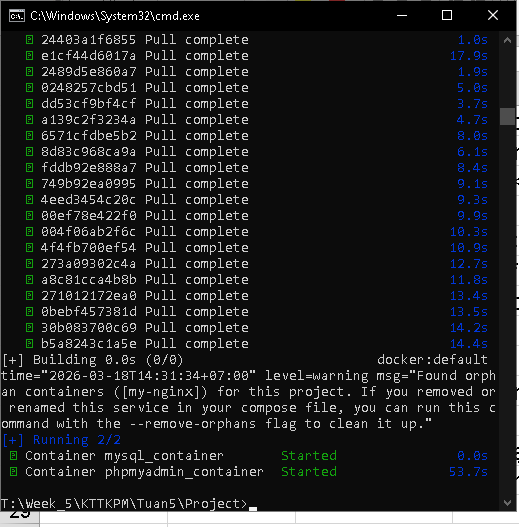 C:\Windows\System32\cmd.exe
24403a1f6855 Pull complete 1.0s
e1cf44d6017a Pull complete 17.9s
2489d5e860a7 Pull complete 1.9s
0248257cbd51 Pull complete 5.0s
dd53cf9bf4cf Pull complete 3.7s
a139c2f3234a Pull complete 4.7s
6571cfdbe5b2 Pull complete 8.0s
8d83c968ca9a Pull complete 6.1s
fddb92e888a7 Pull complete 8.4s
749b92ea0995 Pull complete 9.1s
4eed3454c20c Pull complete 9.3s
00ef78e422f0 Pull complete 9.9s
004f06ab2f6c Pull complete 10.3s
4f4fb700ef54 Pull complete 10.9s
273a09302c4a Pull complete 12.7s
a8c81cca4b8b Pull complete 11.8s
271012172ea0 Pull complete 13.4s
0bebf457381d Pull complete 13.5s
30b083700c69 Pull complete 14.2s
b5a8243c1a5e Pull complete 14.4s
[+] Building 0.0s (0/0) docker:default
time="2026-03-18T14:31:34+07:00" level=warning msg="Found orph
an containers ([my-nginx]) for this project. If you removed or
renamed this service in your compose file, you can run this c
ommand with the --remove-orphans flag to clean it up."
[+] Running 2/2
Container mysql_container Started 0.0s
Container phpmyadmin_container Started 53.7s
T:\Week_5\KTTKPM\Tuan5\Project>